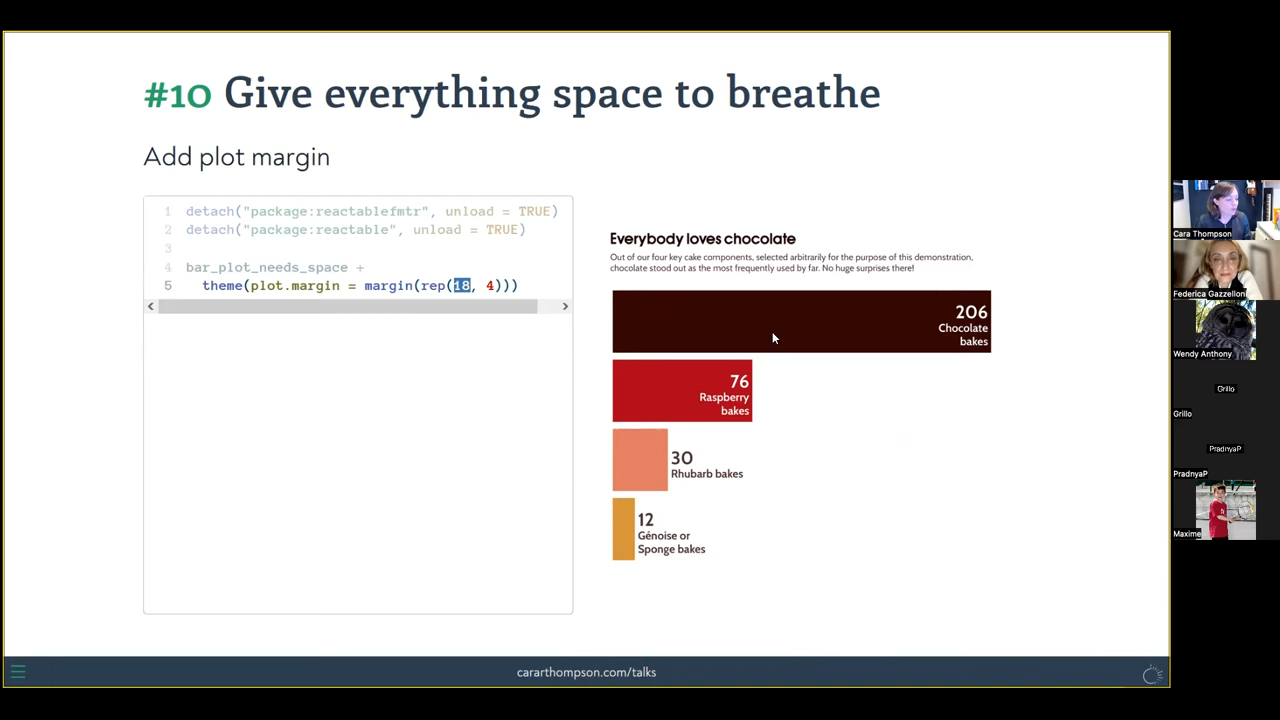 #10 Give everything space to breathe
Add plot margin
1 detach("package:reactablefmtr", unload = TRUE)
2 detach("package:reactable", unload = TRUE)
3
4 bar_plot_needs_space +
5 theme(plot.margin = margin(rep(18, 4)))
Everybody loves chocolate
Out of our four key cake components, selected arbitrarily for the purpose of this demonstration,
chocolate stood out as the most frequently used by far. No huge surprises there!
206
Chocolate
bakes
76
Raspberry
bakes
30
Rhubarb bakes
12
Génoise or
Sponge bakes
cararthompson.com/talks
Cara Thompson
Federica Gazzelloni
Wendy Anthony
Grillo
Grillo
PradnyaP
PradnyaP
Maxime